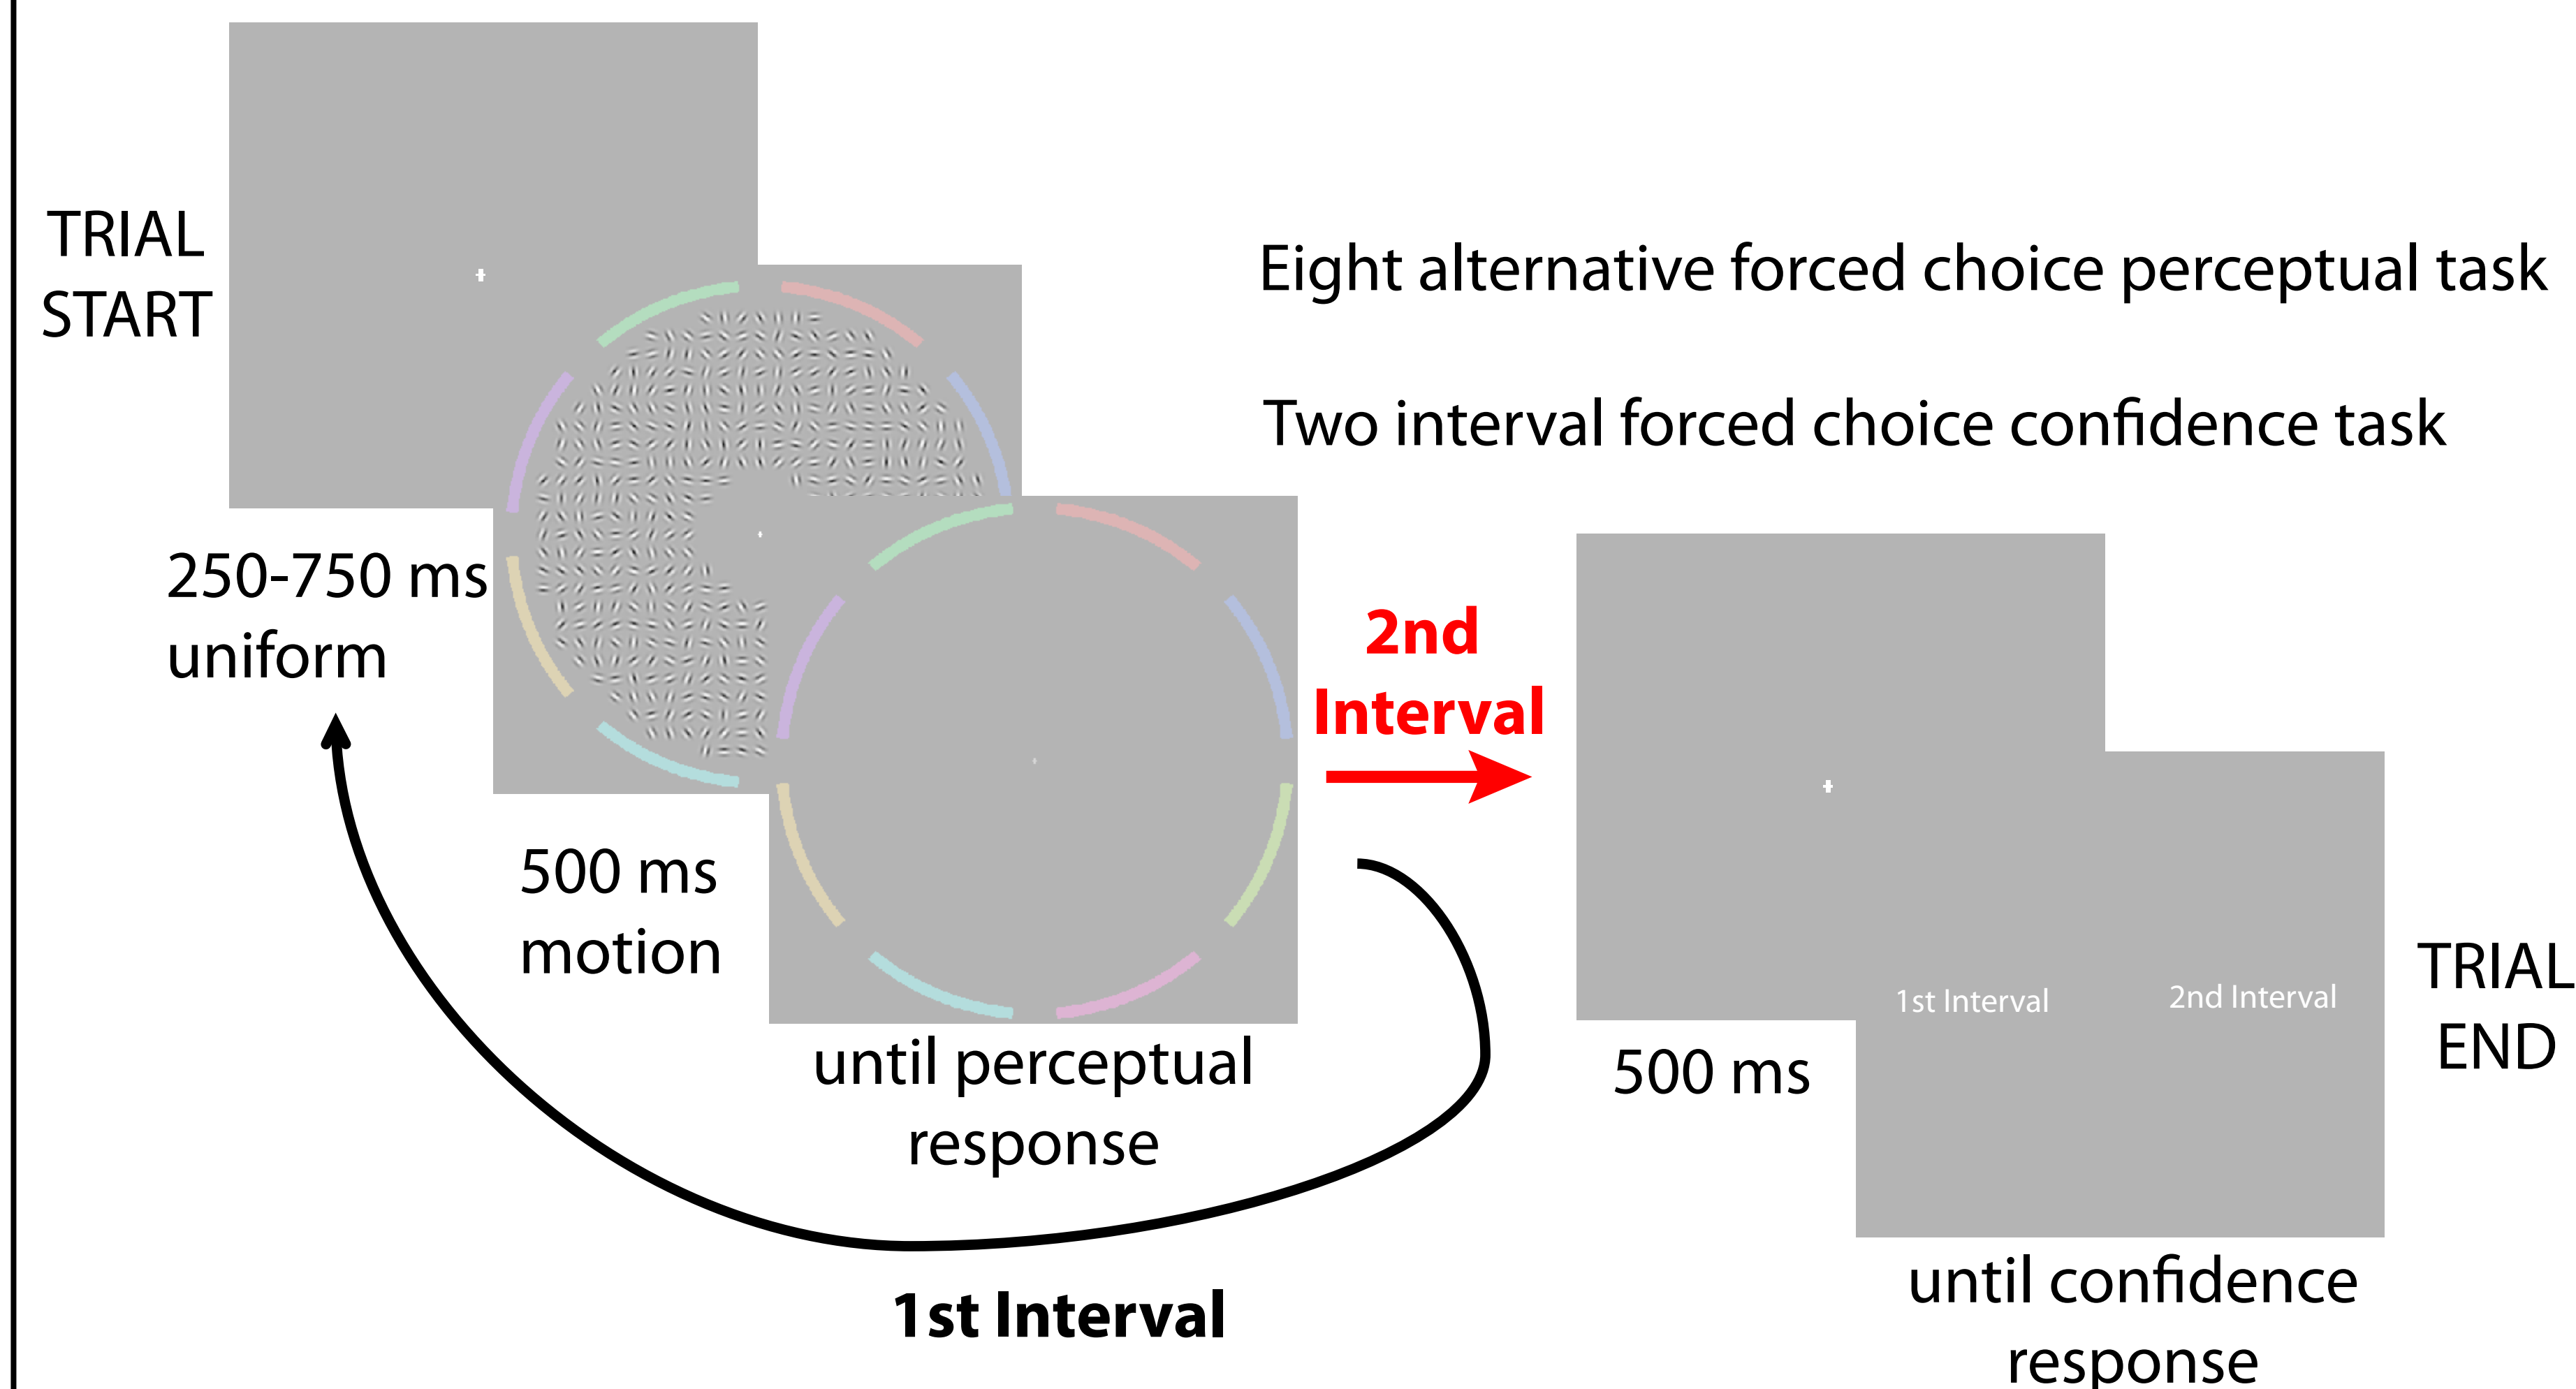 TRIAL
START
Eight alternative forced choice perceptual task
Two interval forced choice confidence task
250-750 ms
uniform
500 ms
motion
until perceptual
response
2nd
Interval
1st Interval
500 ms
1st Interval
2nd Interval
until confidence
response
TRIAL
END